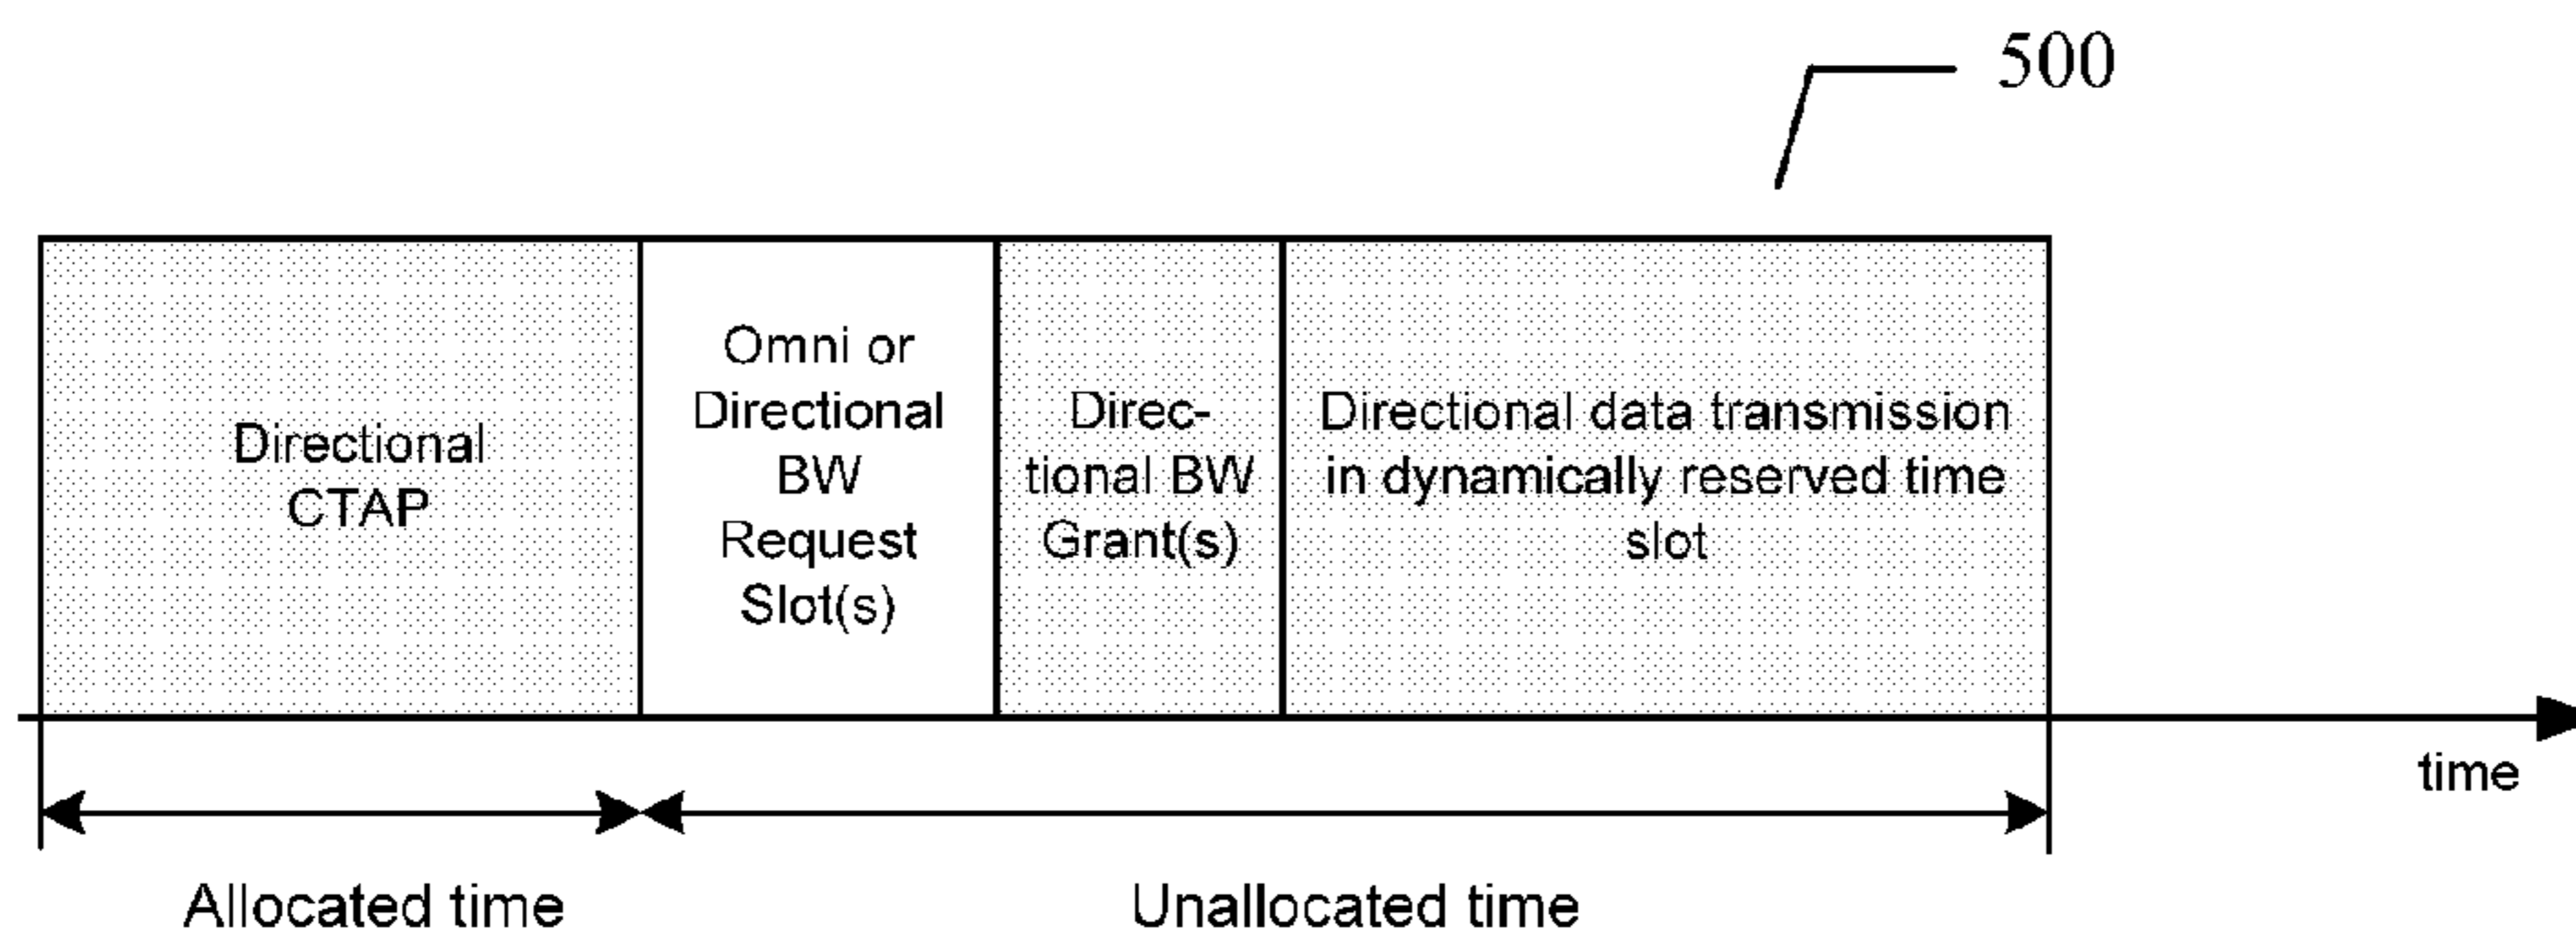 500
Directional
CTAP
Omni or
Directional
BW
Request
Slot(s)
Direc-
tional BW
Grant(s)
Directional data transmission
in dynamically reserved time
slot
time
Allocated time
Unallocated time